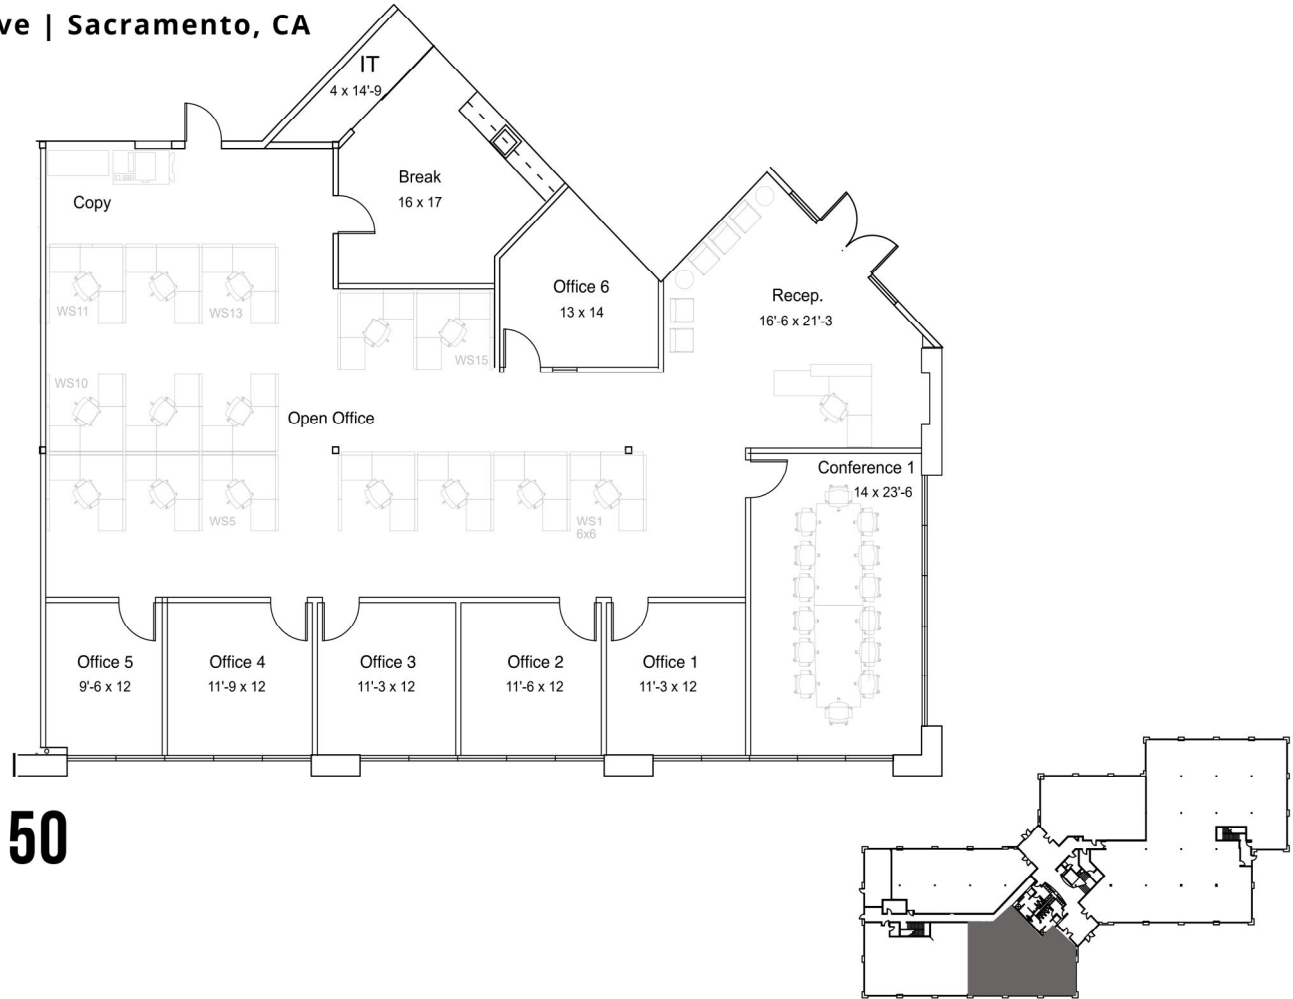 ve | Sacramento, CA
IT
4 x 14'-9
Break
16 x 17
Copy
Office 6
13 x 14
Recep.
16'-6 x 21'-3
WS11
WS13
WS15
WS10
Open Office
Conference 1
14 x 23'-6
WS5
WS1
6x6
Office 5
9'-6 x 12
Office 4
11'-9 x 12
Office 3
11'-3 x 12
Office 2
11'-6 x 12
Office 1
11'-3 x 12
50